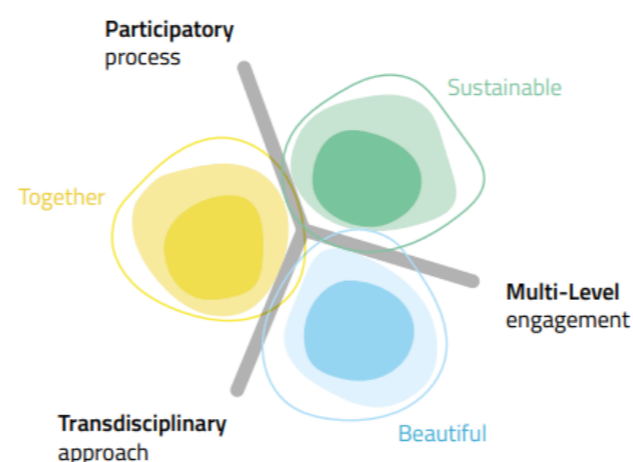 Participatory
process
Sustainable
Together
Multi-Level
engagement
Transdisciplinary
approach
Beautiful